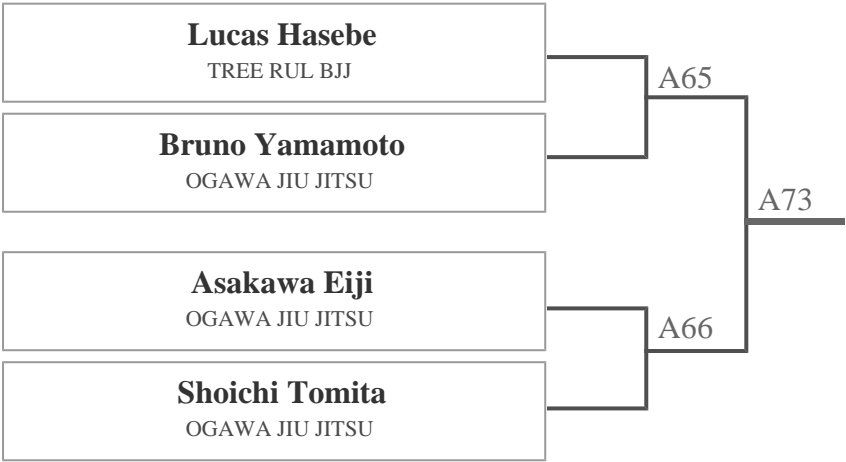 Lucas Hasebe
TREE RUL BJJ
A65
Bruno Yamamoto
OGAWA JIU JITSU
A73
Asakawa Eiji
OGAWA JIU JITSU
A66
Shoichi Tomita
OGAWA JIU JITSU